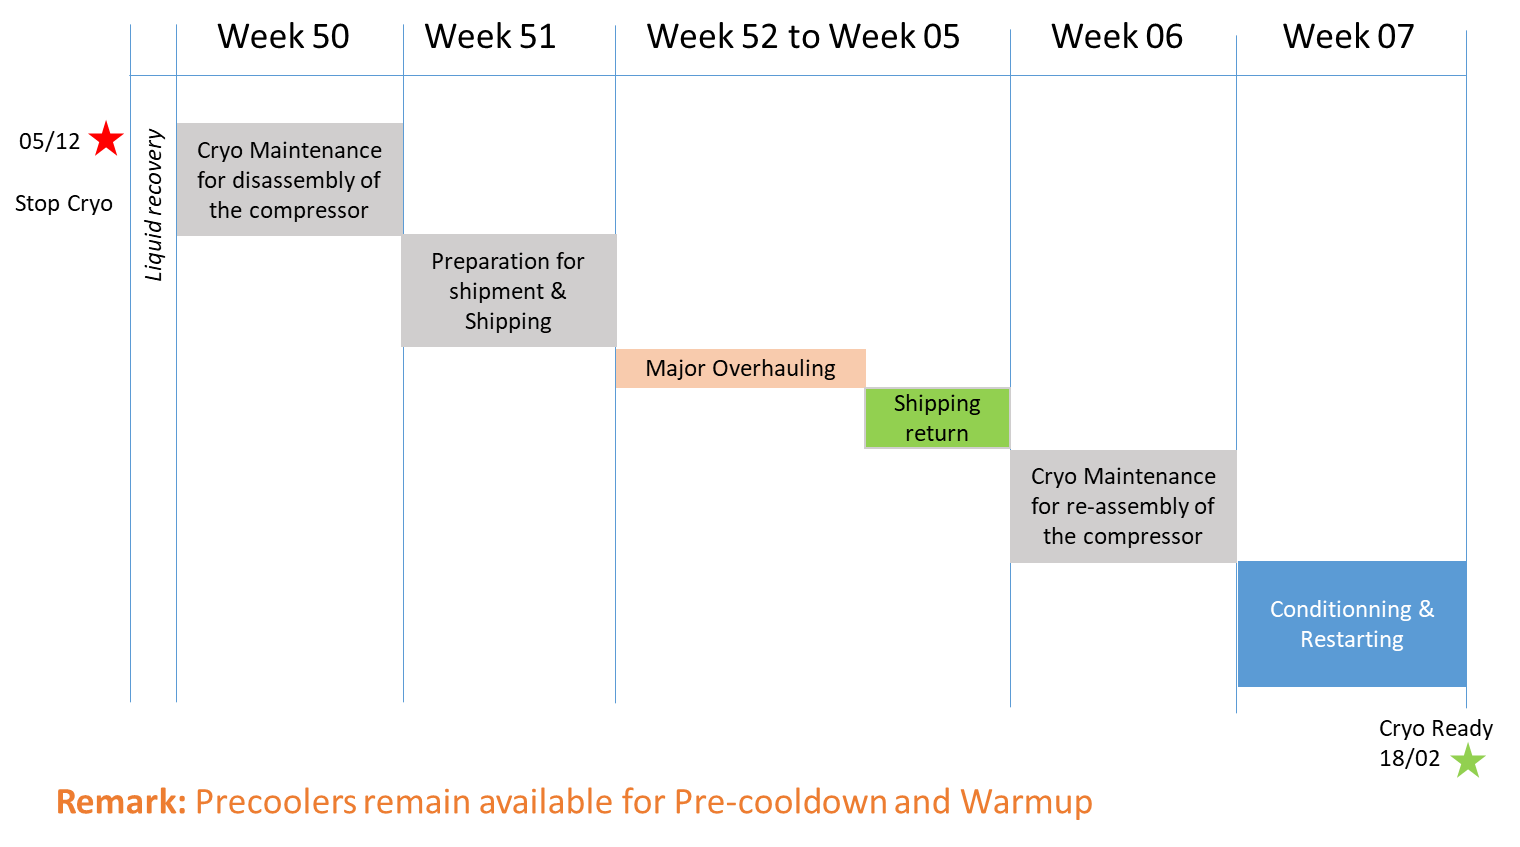 Week 50
Week 51
Week 52 to Week 05
Week 06
Week 07
05/12
Stop Cryo
Liquid recovery
Cryo Maintenance
for disassembly of
the compressor
Preparation for
shipment &
Shipping
Major Overhauling
Shipping
return
Cryo Maintenance
for re-assembly of
the compressor
Conditionning &
Restarting
Cryo Ready
18/02
Remark: Precoolers remain available for Pre-cooldown and Warmup